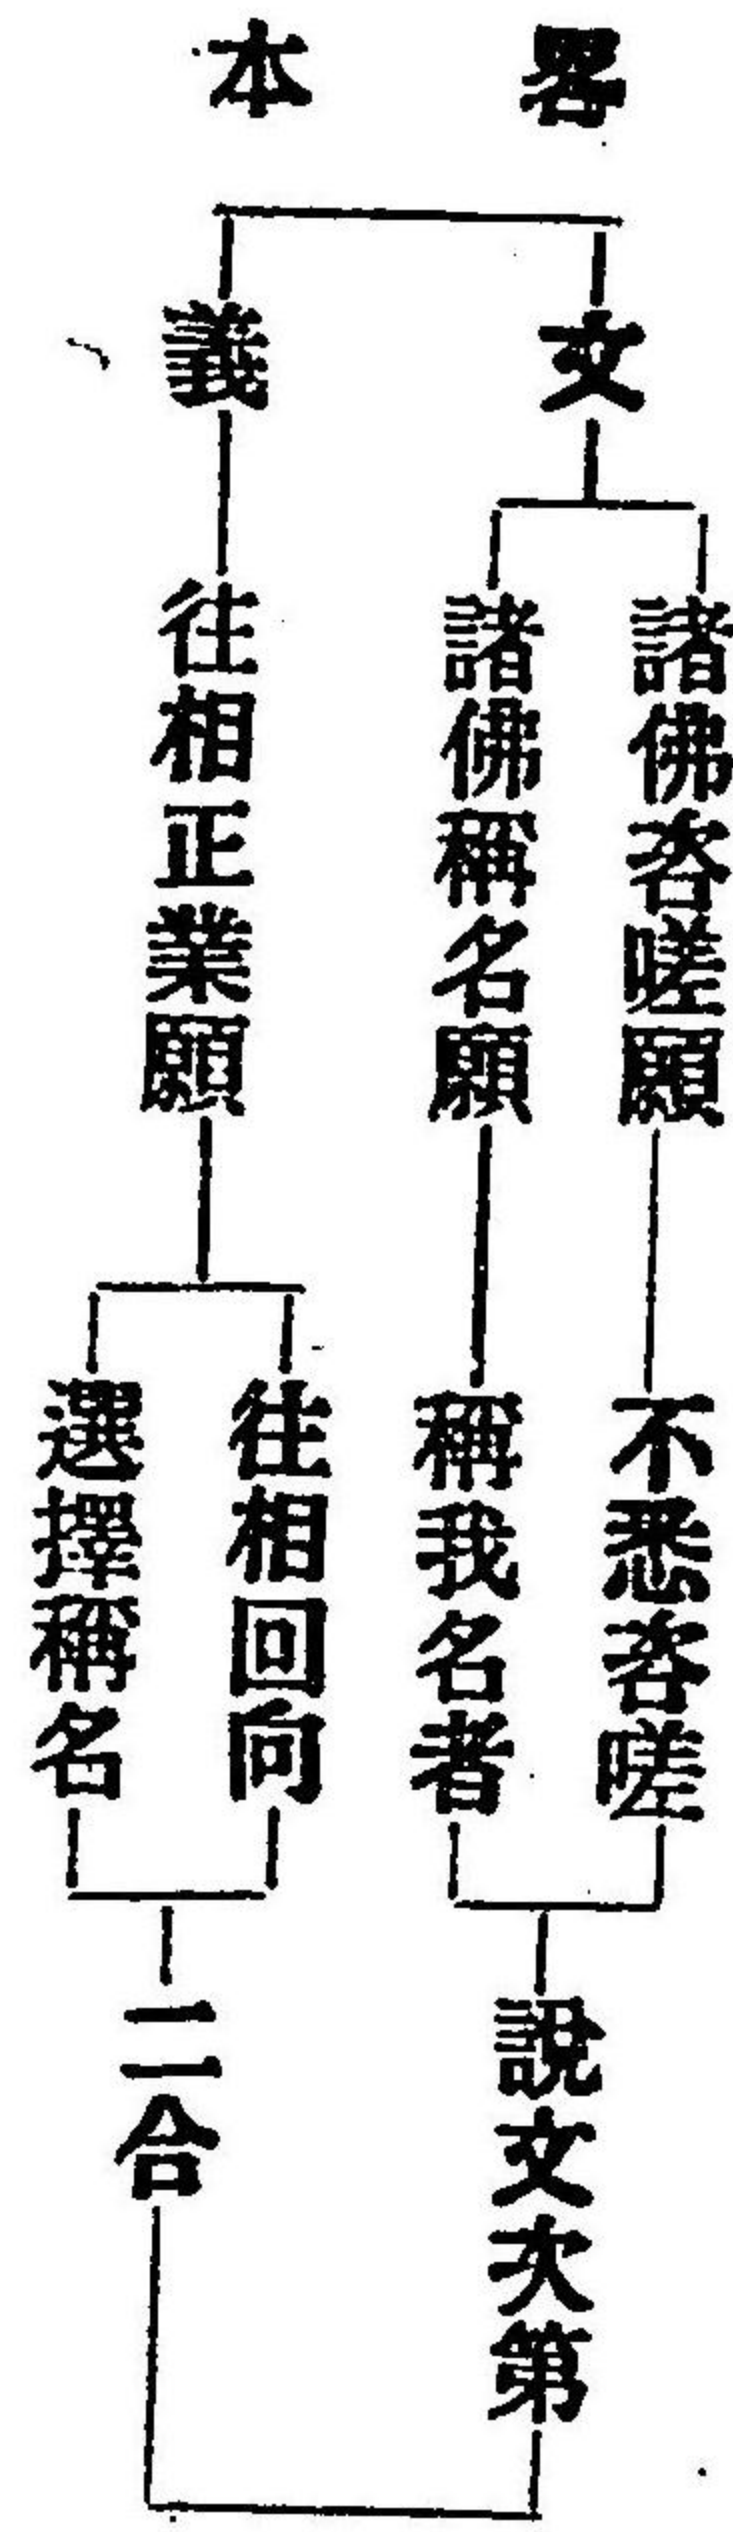 畧本
文
諸佛咨嗟願
不悉咨嗟
諸佛稱名願
稱我名者
說文次第
義
往相正業願
往相回向
選擇稱名
二合